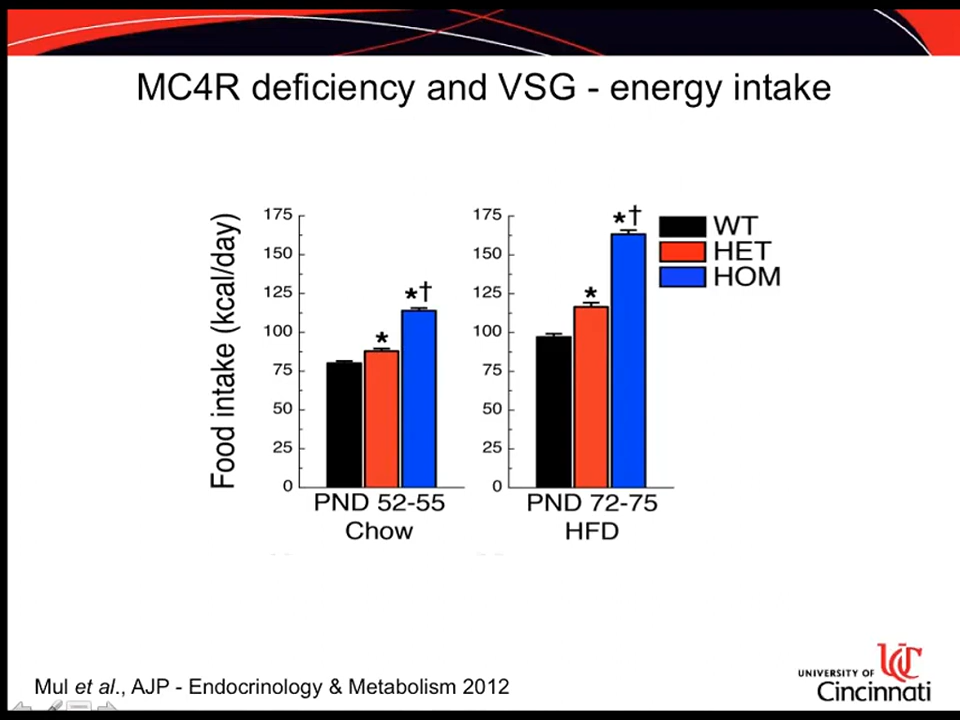 MC4R deficiency and VSG - energy intake
Food intake (kcal/day)
175
150
125
100
75
50
25
0
*
*†
PND 52-55
Chow
175
150
125
100
75
50
25
0
*
*†
PND 72-75
HFD
WT
HET
HOM
Mul et al., AJP - Endocrinology & Metabolism 2012
UC
UNIVERSITY OF
Cincinnati